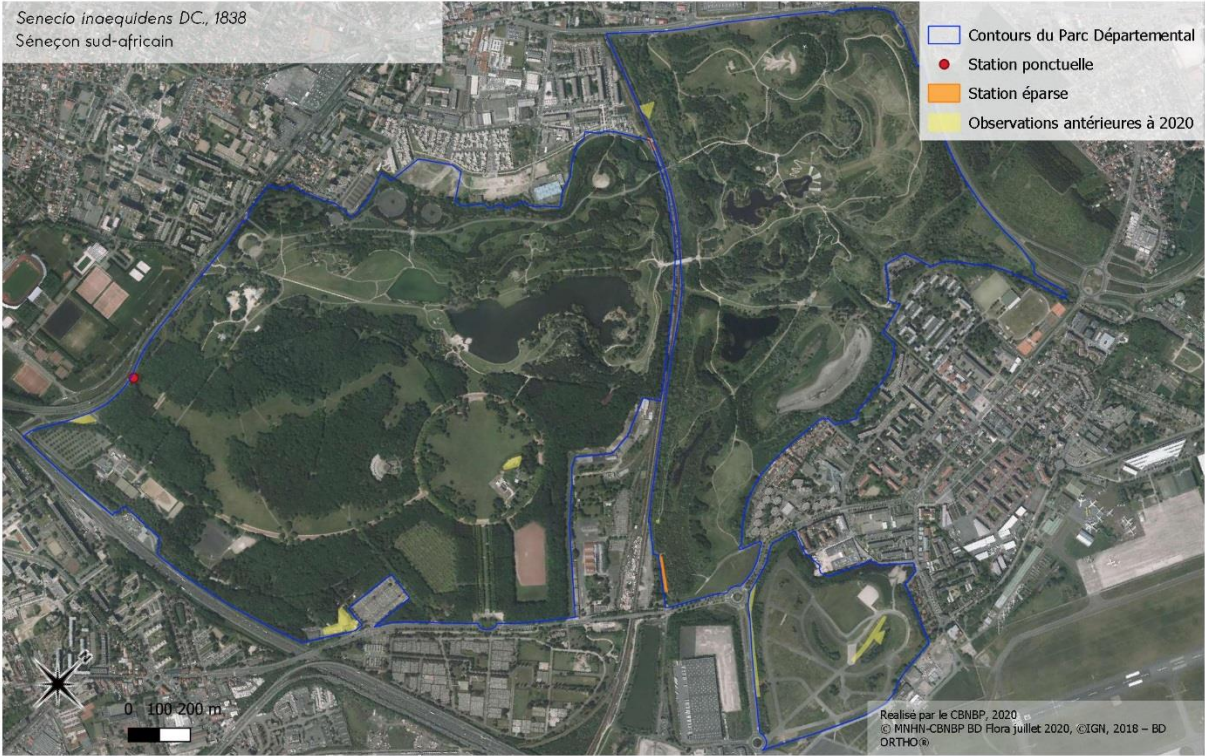 Senecio inaequidens DC., 1838
Séneçon sud-africain
Contours du Parc Départemental
Station ponctuelle
Station éparse
Observations antérieures à 2020
0 100 200 m
Réalisé par le CBNBP, 2020
© MNHN-CBNBP BD Flora juillet 2020, ©IGN, 2018 – BD
ORTHO®